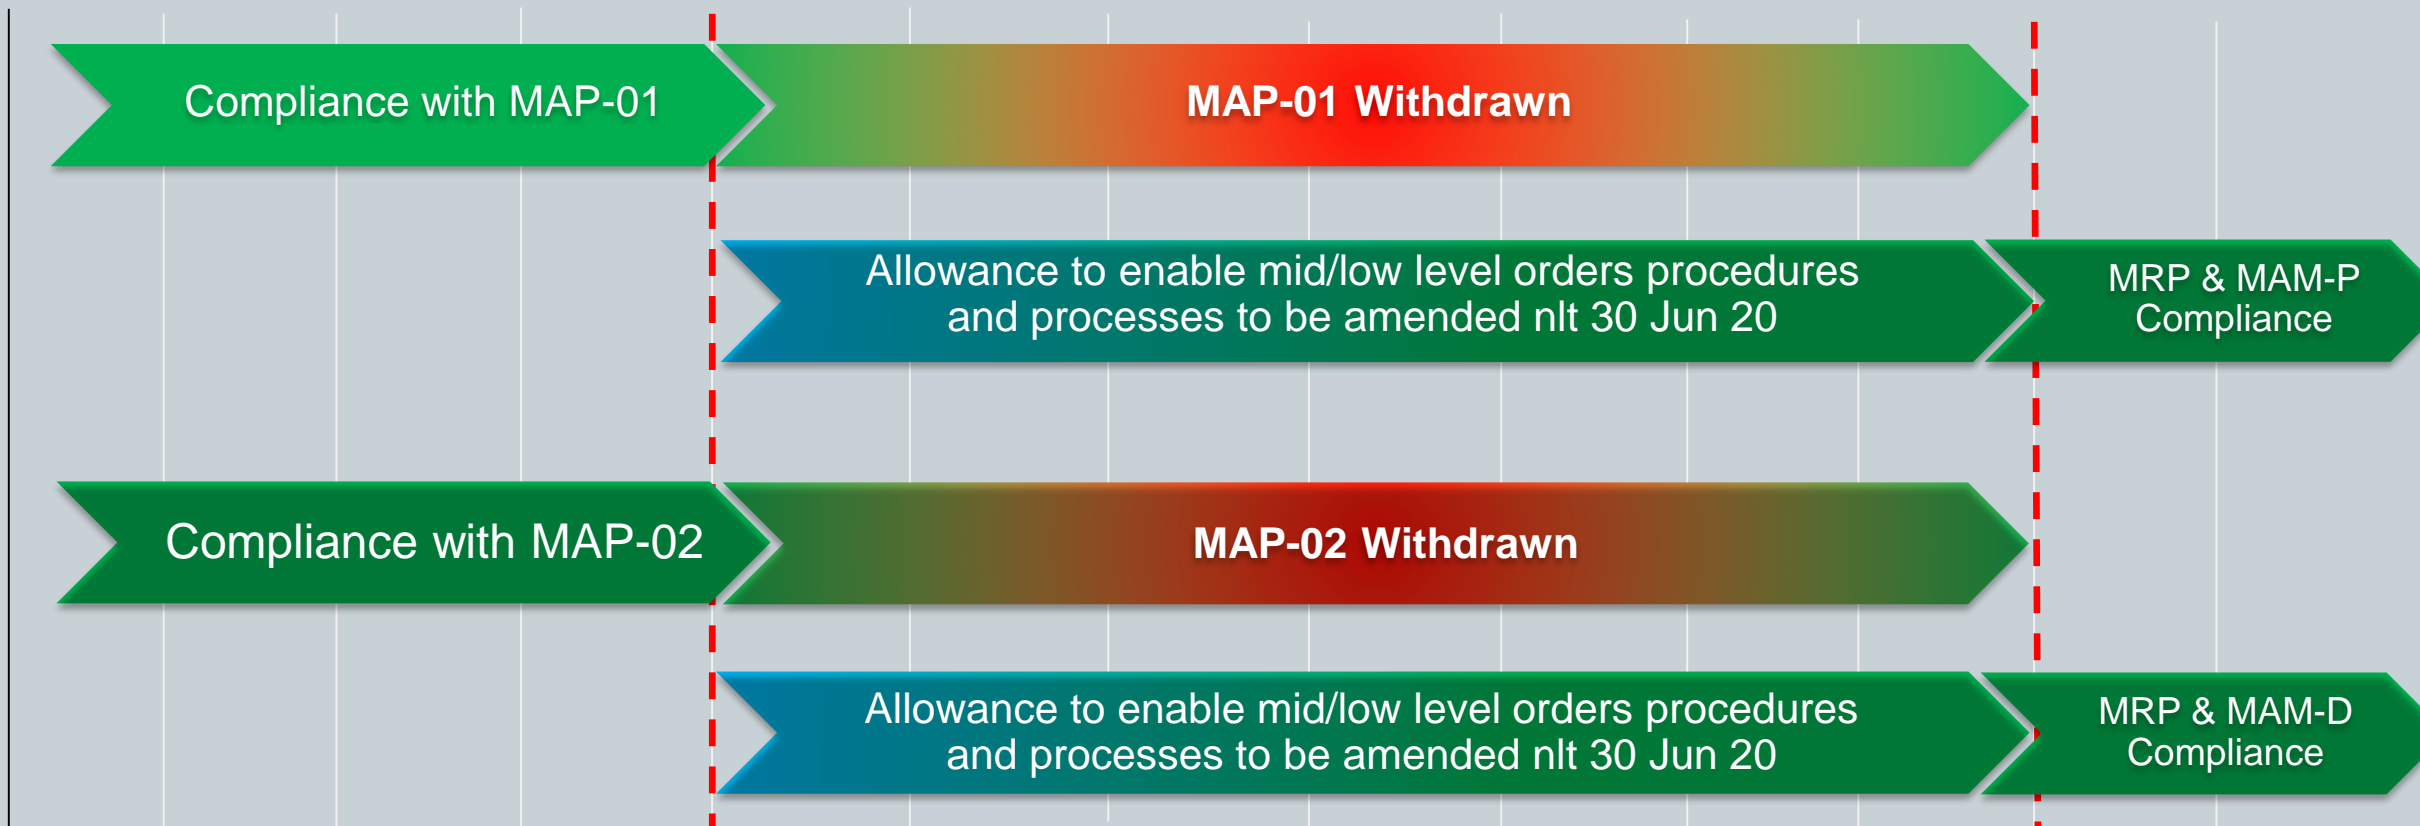 Compliance with MAP-01
MAP-01 Withdrawn
Allowance to enable mid/low level orders procedures
and processes to be amended nlt 30 Jun 20
MRP & MAM-P
Compliance
Compliance with MAP-02
MAP-02 Withdrawn
Allowance to enable mid/low level orders procedures
and processes to be amended nlt 30 Jun 20
MRP & MAM-D
Compliance